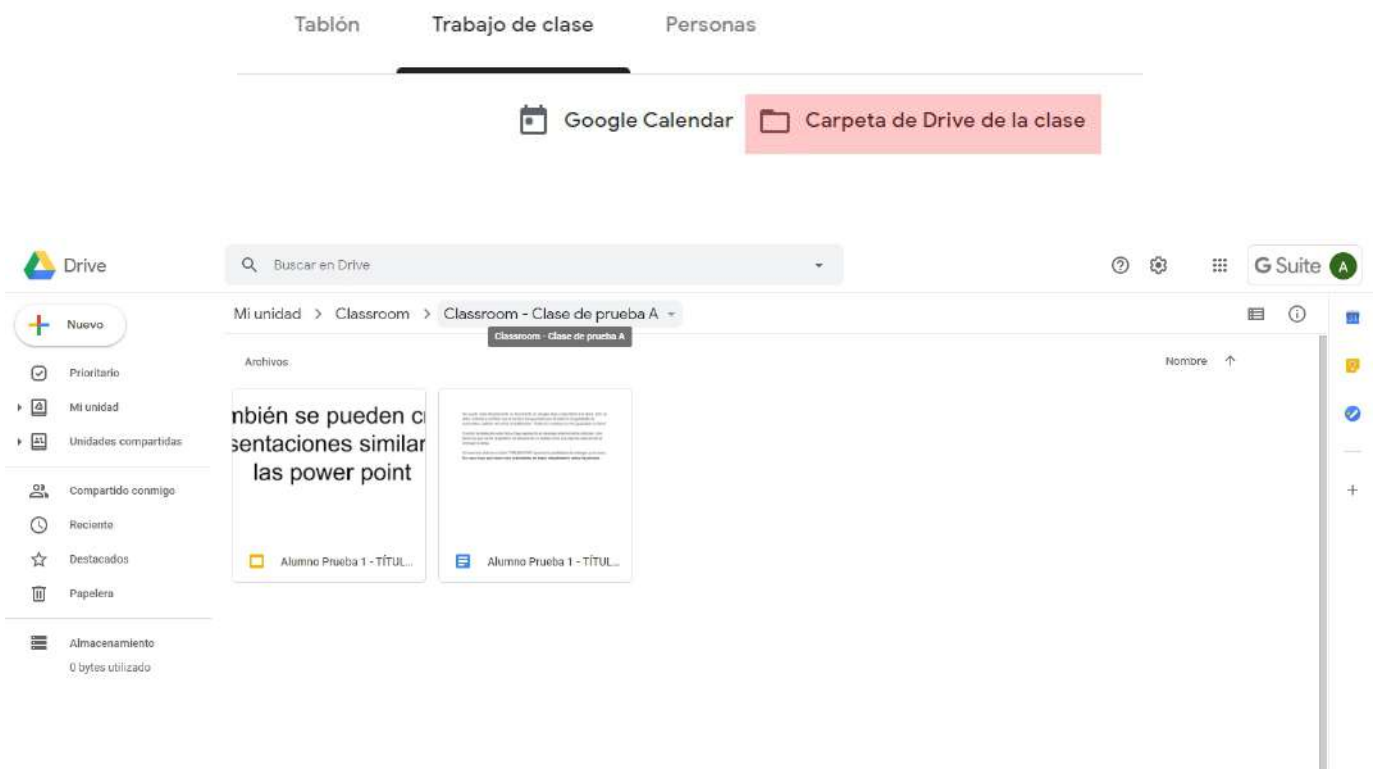 Tablón Trabajo de clase Personas
Google Calendar Carpeta de Drive de la clase
Drive Buscar en Drive G Suite A
Nuevo
Mi unidad > Classroom > Classroom - Clase de prueba A
Classroom - Clase de prueba A
Archivos Nombre
Prioritario
Mi unidad
Unidades compartidas
Compartido conmigo
Reciente
Destacados
Papelera
Almacenamiento
0 bytes utilizado
mbién se pueden cr
sentaciones similar
las power point
Alumno Prueba 1 - TÍTUL...
Alumno Prueba 1 - TÍTUL...